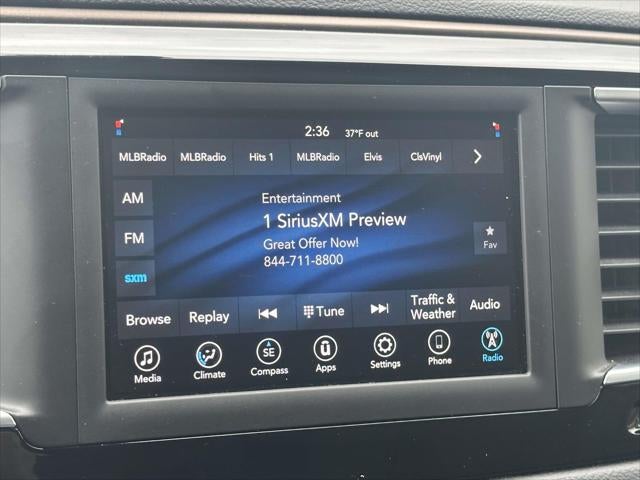 2:36 37°F out
MLBRadio MLBRadio Hits 1 MLBRadio Elvis ClsVinyl
AM
FM
sxm
Entertainment
1 SiriusXM Preview
Great Offer Now!
844-711-8800
Fav
Browse Replay Tune Traffic & Weather Audio
SE
Media Climate Compass Apps Settings Phone Radio